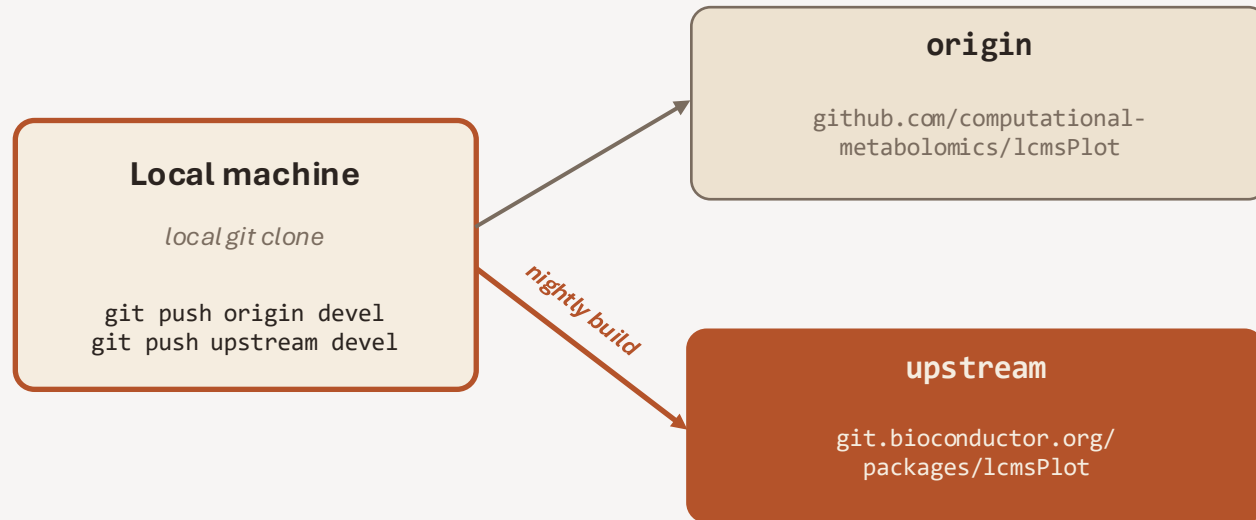 Local machine
local git clone
git push origin devel
git push upstream devel
nightly build
origin
github.com/computational-
metabolomics/lcmsPlot
upstream
git.bioconductor.org/
packages/lcmsPlot